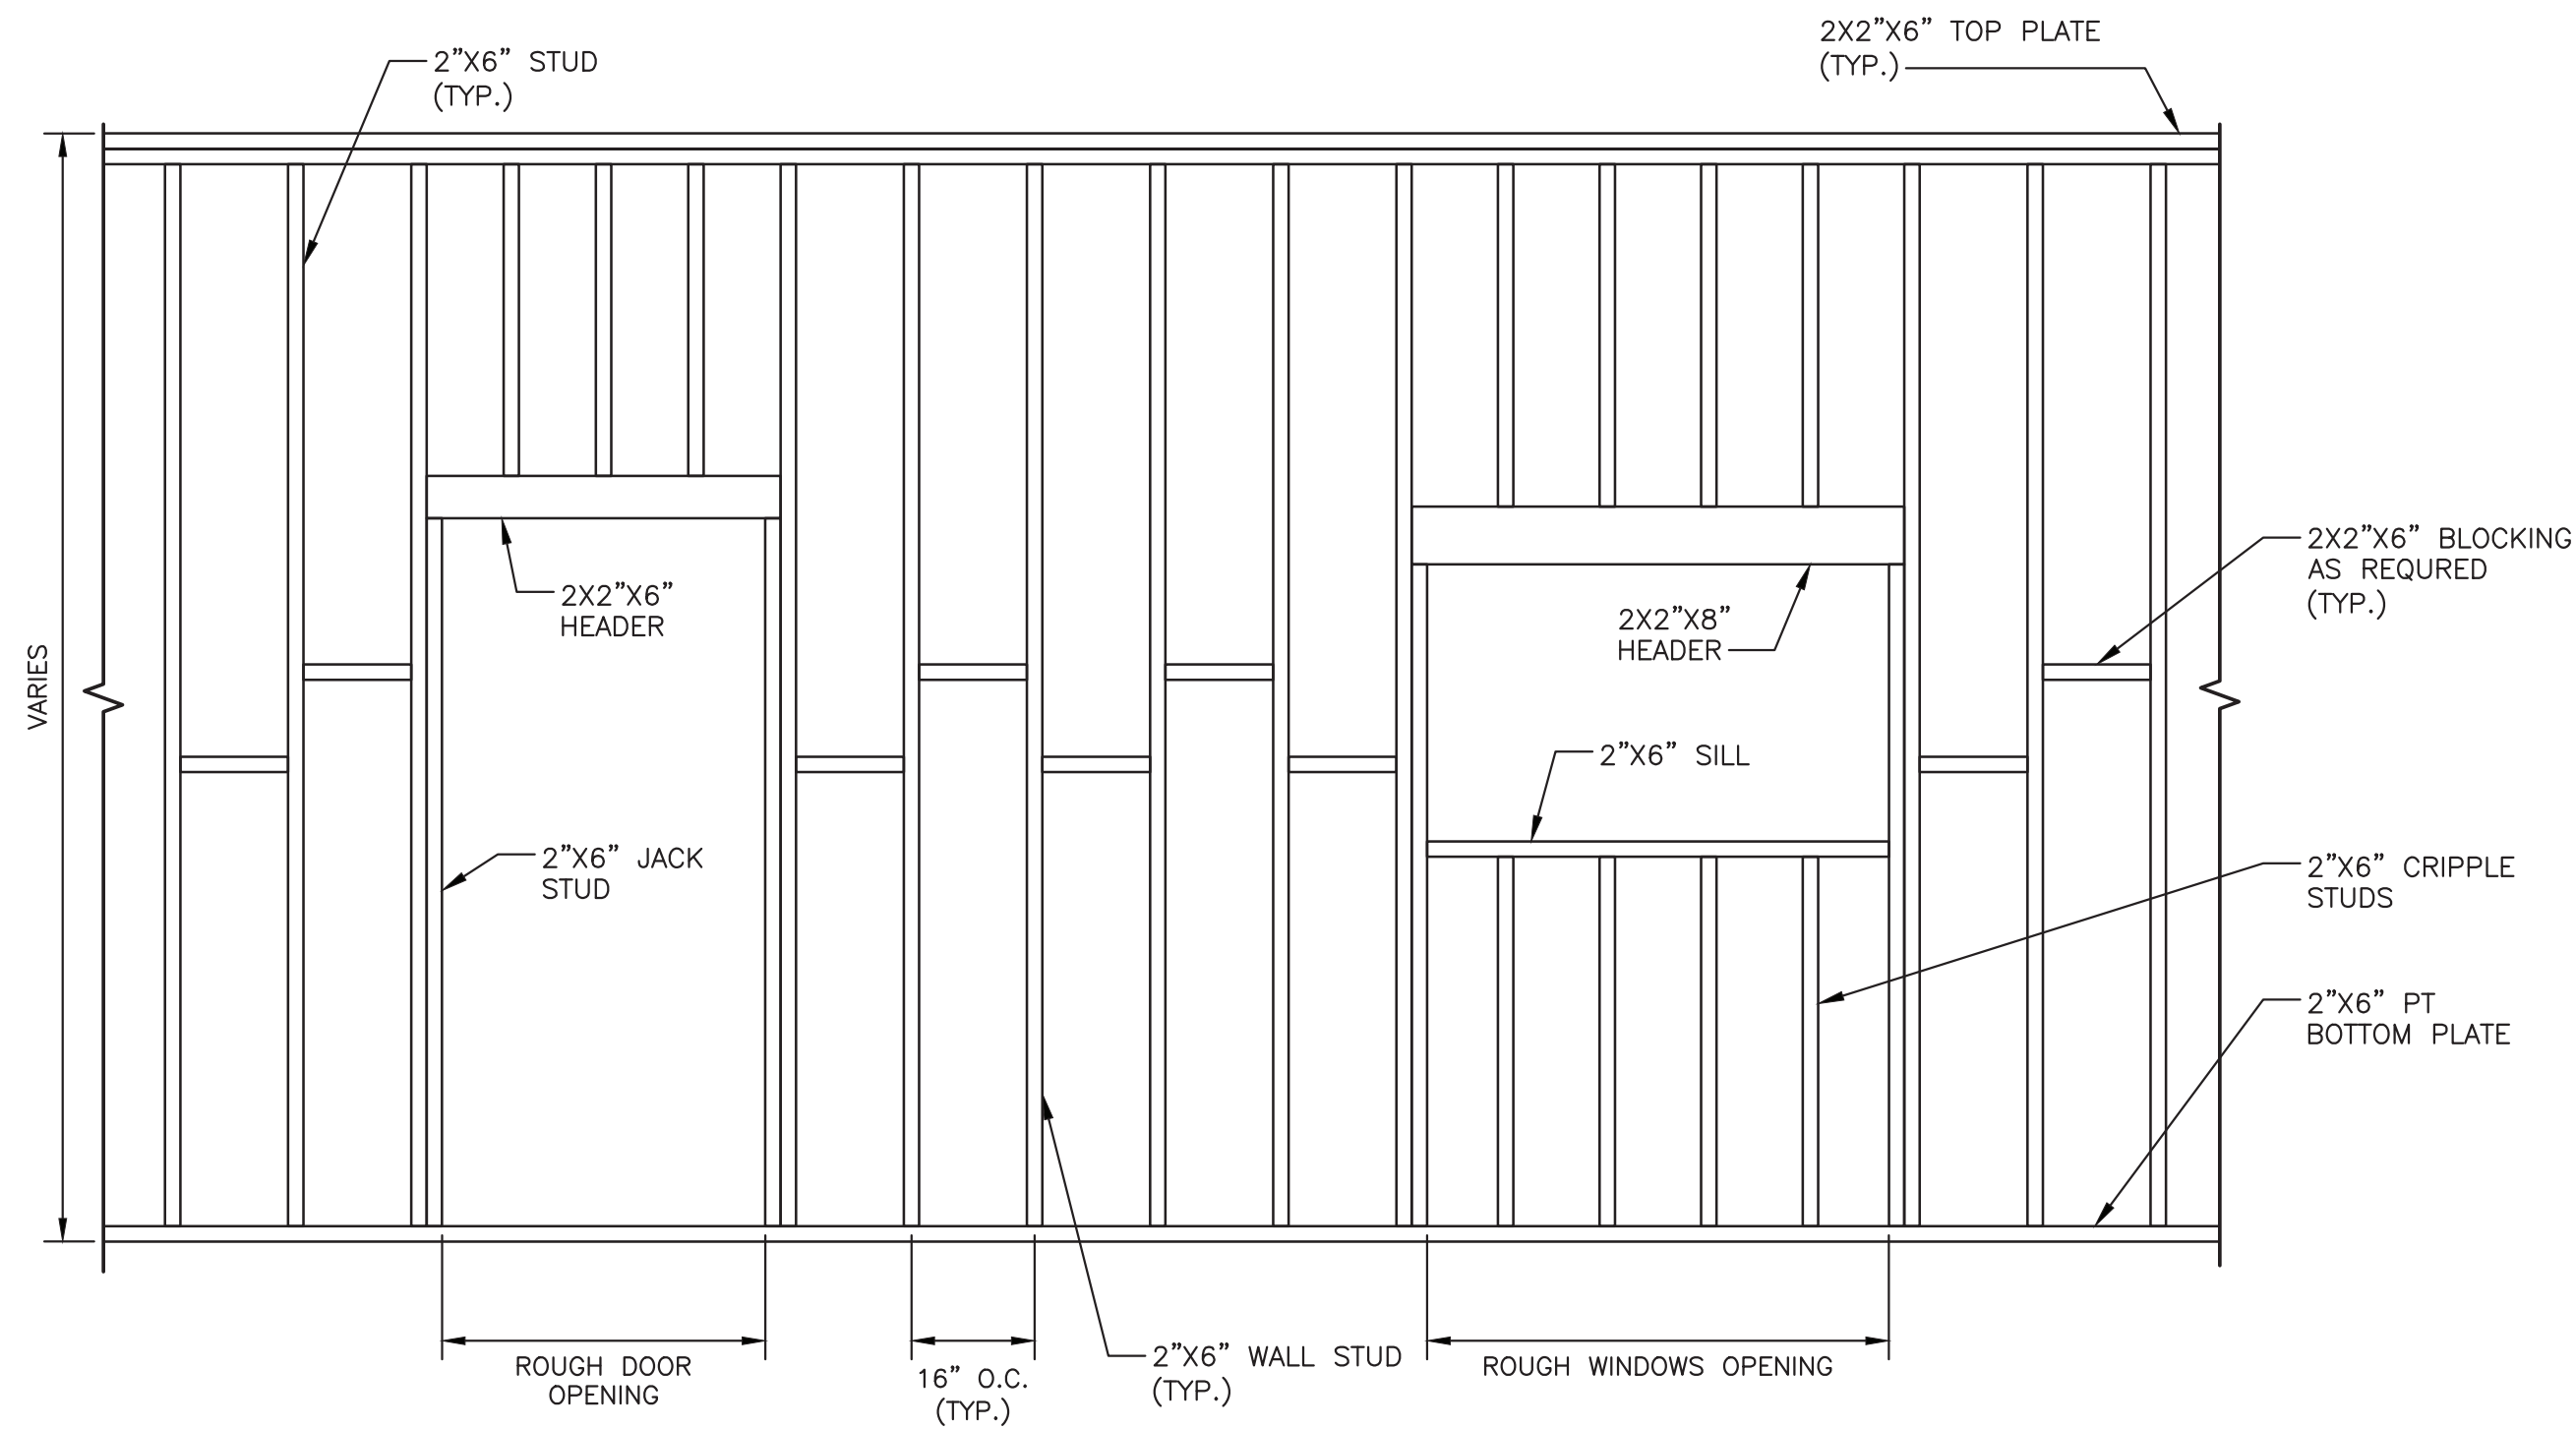 2X2”X6” TOP PLATE
(TYP.)
2”X6” STUD
(TYP.)
2X2”X6” BLOCKING
AS REQURED
(TYP.)
2X2”X6”
HEADER
2X2”X8”
HEADER
VARIES
2”X6” SILL
2”X6” JACK
STUD
2”X6” CRIPPLE
STUDS
2”X6” PT
BOTTOM PLATE
ROUGH DOOR
OPENING
16” O.C.
(TYP.)
2”X6” WALL STUD
(TYP.)
ROUGH WINDOWS OPENING